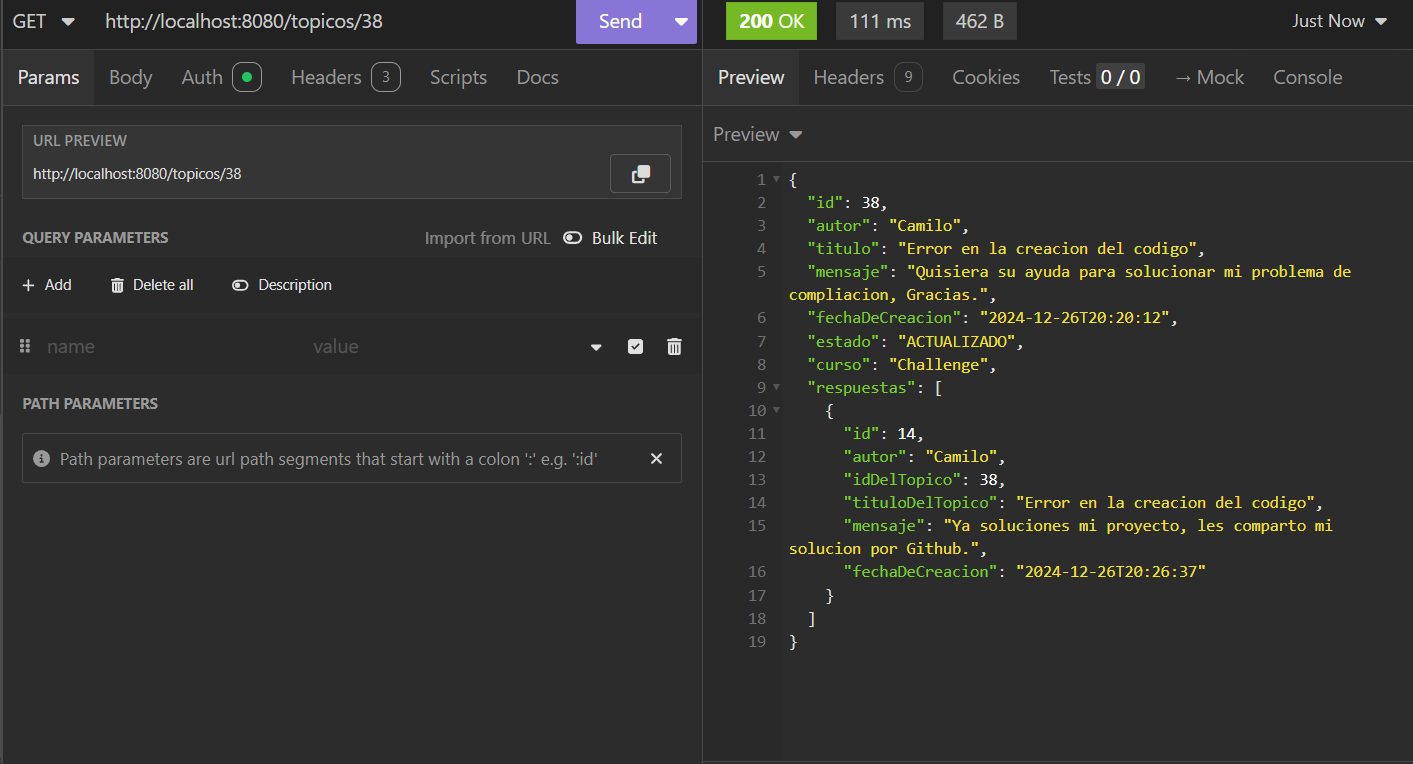 GET http://localhost:8080/topicos/38 Send
Params Body Auth Headers 3 Scripts Docs
URL PREVIEW
http://localhost:8080/topicos/38
QUERY PARAMETERS Import from URL Bulk Edit
+ Add Delete all Description
name value
PATH PARAMETERS
Path parameters are url path segments that start with a colon ':' e.g. ':id'
200 OK 111 ms 462 B Just Now
Preview Headers 9 Cookies Tests 0 / 0 → Mock Console
Preview
1 {
2 "id": 38,
3 "autor": "Camilo",
4 "titulo": "Error en la creacion del codigo",
5 "mensaje": "Quisiera su ayuda para solucionar mi problema de
compliacion, Gracias.",
6 "fechaDeCreacion": "2024-12-26T20:20:12",
7 "estado": "ACTUALIZADO",
8 "curso": "Challenge",
9 "respuestas": [
10 {
11 "id": 14,
12 "autor": "Camilo",
13 "idDelTopico": 38,
14 "tituloDelTopico": "Error en la creacion del codigo",
15 "mensaje": "Ya soluciones mi proyecto, les comparto mi
solucion por Github.",
16 "fechaDeCreacion": "2024-12-26T20:26:37"
17 }
18 ]
19 }